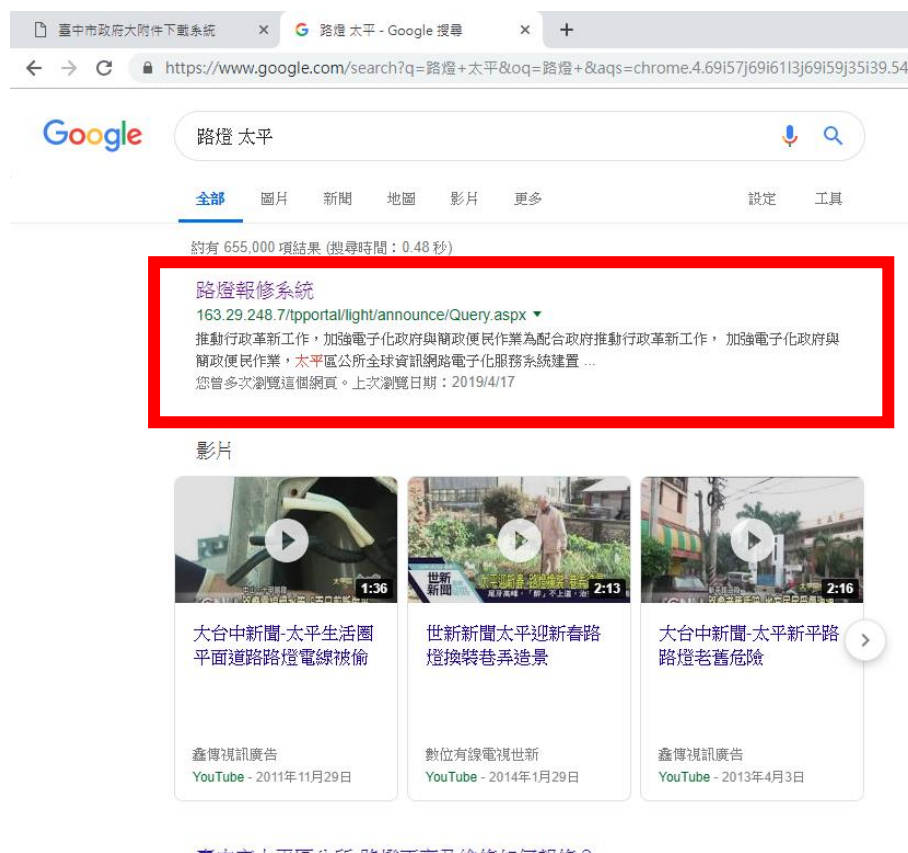 臺中市政府大附件下載系統
路燈 太平 - Google 搜尋
https://www.google.com/search?q=路燈+太平&oq=路燈+&aqs=chrome.4.69i57j69i61l3j69i59j35i39.54
Google
路燈 太平
全部 圖片 新聞 地圖 影片 更多 設定 工具
約有 655,000 項結果 (搜尋時間：0.48 秒)
路燈報修系統
163.29.248.7/tpportal/light/announce/Query.aspx
推動行政革新工作，加強電子化政府與簡政便民作業為配合政府推動行政革新工作， 加強電子化政府與
簡政便民作業，太平區公所全球資訊網路電子化服務系統建置 ...
您曾多次瀏覽這個網頁。上次瀏覽日期：2019/4/17
影片
1:36
世新
新聞
2:13
2:16
大台中新聞-太平生活圈
平面道路路燈電線被偷
世新新聞太平迎新春路
燈換裝巷弄造景
大台中新聞-太平新平路
路燈老舊危險
鑫傳視訊廣告
YouTube - 2011年11月29日
數位有線電視世新
YouTube - 2014年1月29日
鑫傳視訊廣告
YouTube - 2013年4月3日